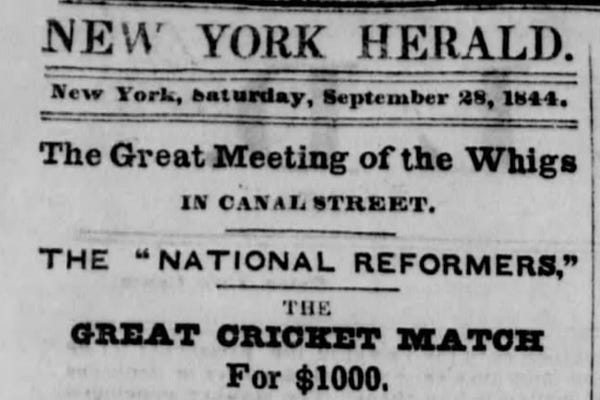 NEW YORK HERALD.
New York, Saturday, September 28, 1844.
The Great Meeting of the Whigs
IN CANAL STREET.
THE "NATIONAL REFORMERS,"
THE
GREAT CRICKET MATCH
For $1000.